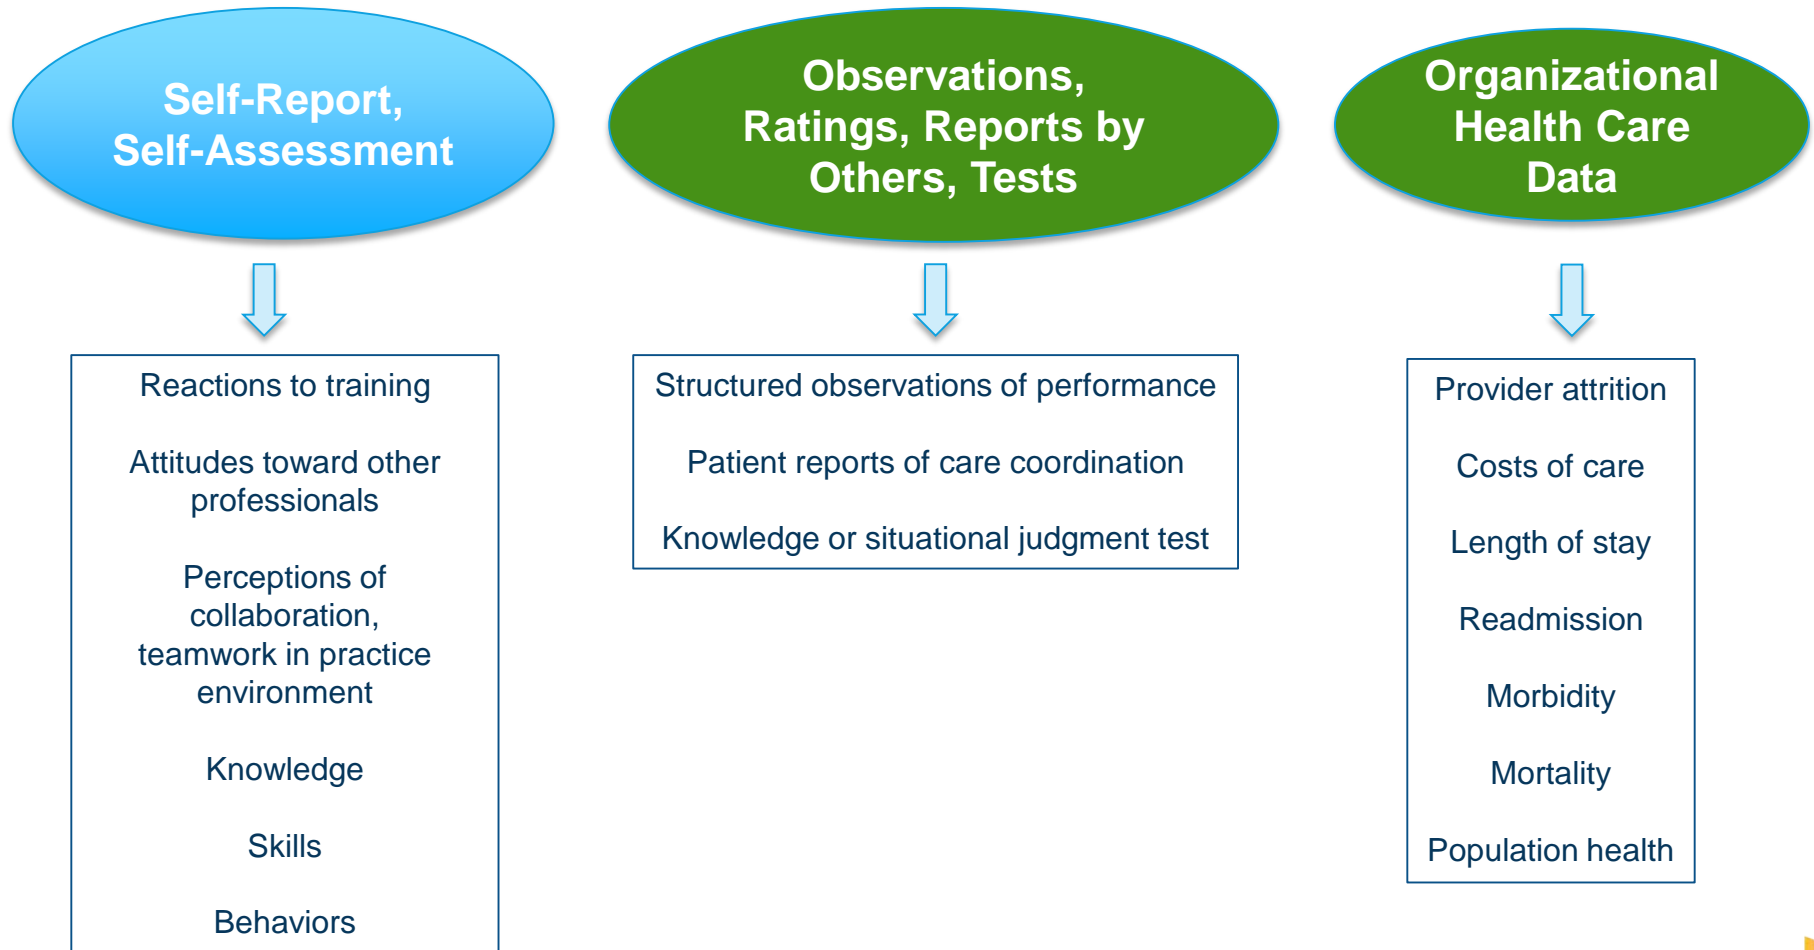 Self-Report,
Self-Assessment
Reactions to training
Attitudes toward other
professionals
Perceptions of
collaboration,
teamwork in practice
environment
Knowledge
Skills
Behaviors
Observations,
Ratings, Reports by
Others, Tests
Structured observations of performance
Patient reports of care coordination
Knowledge or situational judgment test
Organizational
Health Care
Data
Provider attrition
Costs of care
Length of stay
Readmission
Morbidity
Mortality
Population health